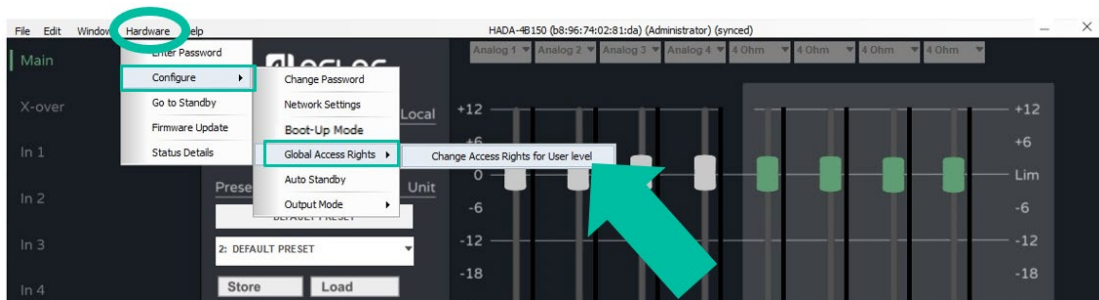 File Edit Window Hardware Help HADA-4B150 (b8:96:74:02:81:da) (Administrator) (synced)
Main
X-over
In 1
In 2
In 3
In 4
Enter Password
Configure
Go to Standby
Firmware Update
Status Details
Change Password
Network Settings
Boot-Up Mode
Global Access Rights
Auto Standby
Output Mode
Change Access Rights for User level
Local
Unit
DEFAULT PRESET
2: DEFAULT PRESET
Store Load
Analog 1 Analog 2 Analog 3 Analog 4 4 Ohm 4 Ohm 4 Ohm 4 Ohm
+12 +12
+6 +6
0 Lim
-6 -6
-12 -12
-18 -18